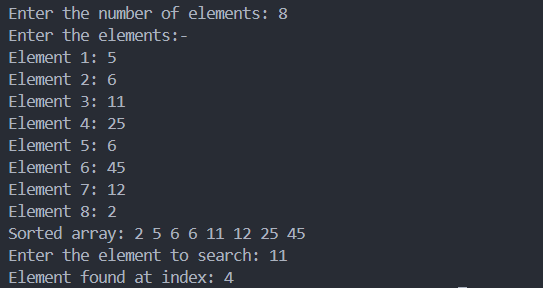 Enter the number of elements: 8
Enter the elements:-
Element 1: 5
Element 2: 6
Element 3: 11
Element 4: 25
Element 5: 6
Element 6: 45
Element 7: 12
Element 8: 2
Sorted array: 2 5 6 6 11 12 25 45
Enter the element to search: 11
Element found at index: 4